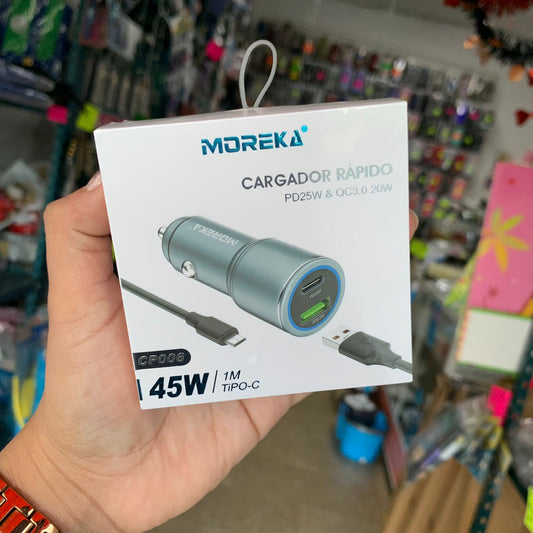 MOREKA
CARGADOR RÁPIDO
PD25W & QC3.0 20W
MOREKA
CP006
45W
1M
TiPO-C